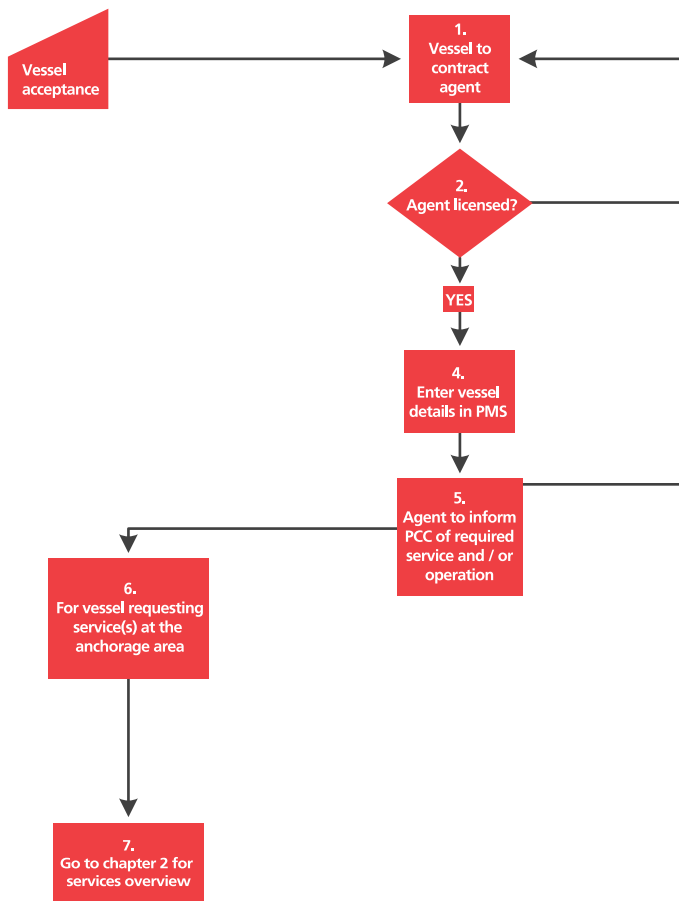 Vessel
acceptance
1.
Vessel to
contract
agent
2.
Agent licensed?
YES
4.
Enter vessel
details in PMS
5.
Agent to inform
PCC of required
service and / or
operation
6.
For vessel requesting
service(s) at the
anchorage area
7.
Go to chapter 2 for
services overview